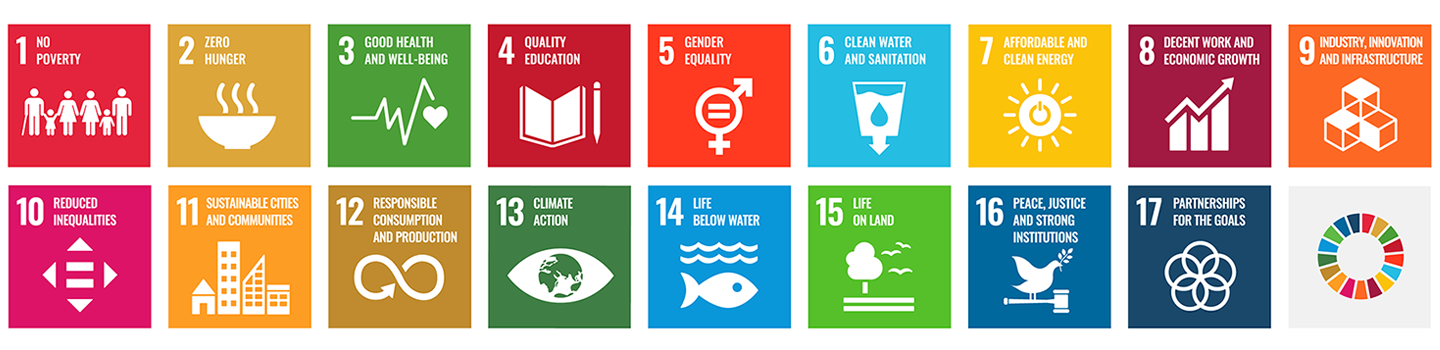 1 NO
POVERTY
2 ZERO
HUNGER
3 GOOD HEALTH
AND WELL-BEING
4 QUALITY
EDUCATION
5 GENDER
EQUALITY
6 CLEAN WATER
AND SANITATION
7 AFFORDABLE AND
CLEAN ENERGY
8 DECENT WORK AND
ECONOMIC GROWTH
9 INDUSTRY, INNOVATION
AND INFRASTRUCTURE
10 REDUCED
INEQUALITIES
11 SUSTAINABLE CITIES
AND COMMUNITIES
12 RESPONSIBLE
CONSUMPTION
AND PRODUCTION
13 CLIMATE
ACTION
14 LIFE
BELOW WATER
15 LIFE
ON LAND
16 PEACE, JUSTICE
AND STRONG
INSTITUTIONS
17 PARTNERSHIPS
FOR THE GOALS